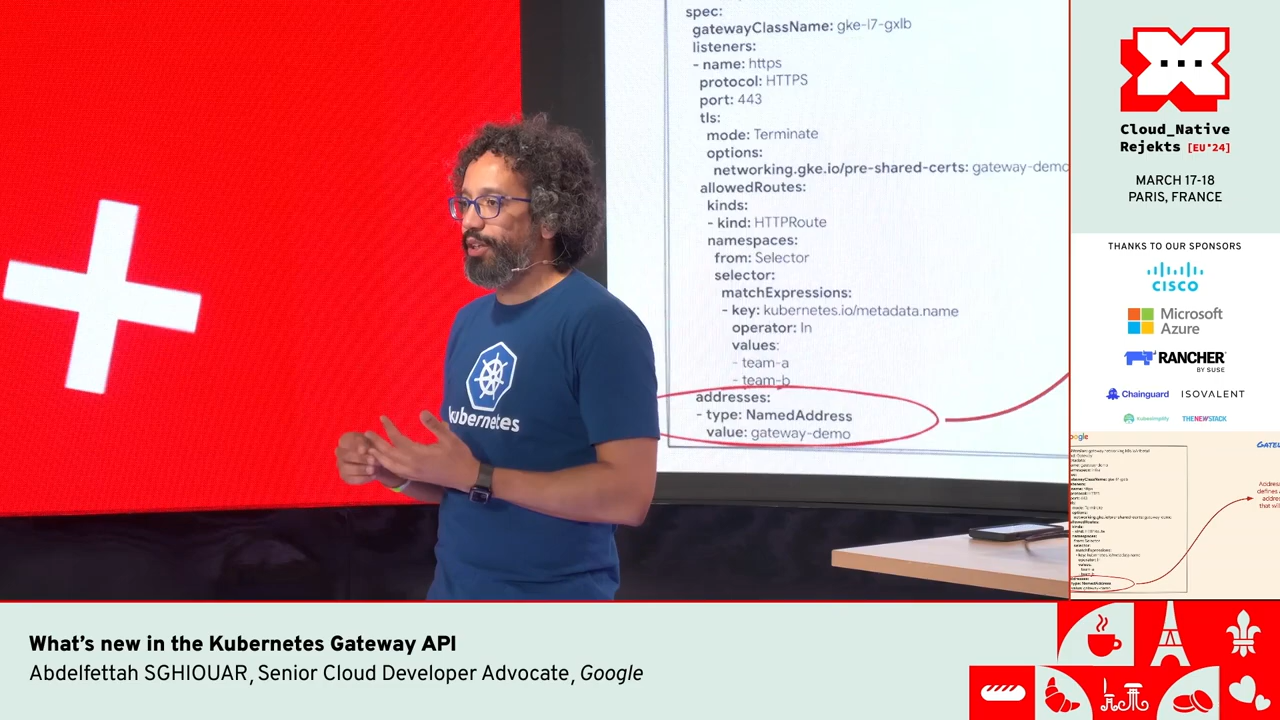 spec:
gatewayClassName: gke-l7-gxlb
listeners:
- name: https
protocol: HTTPS
port: 443
tls:
mode: Terminate
options:
networking.gke.io/pre-shared-certs: gateway-demo
allowedRoutes:
kinds:
- kind: HTTPRoute
namespaces:
from: Selector
selector:
matchExpressions:
- key: kubernetes.io/metadata.name
operator: In
values:
- team-a
- team-b
addresses:
- type: NamedAddress
value: gateway-demo
kubernetes
Cloud_Native
Rejekts [EU'24]
MARCH 17-18
PARIS, FRANCE
THANKS TO OUR SPONSORS
CISCO
Microsoft
Azure
RANCHER
BY SUSE
Chainguard ISOVALENT
kubesimplify THENEWSTACK
What's new in the Kubernetes Gateway API
Abdelfettah SGHIOUAR, Senior Cloud Developer Advocate, Google